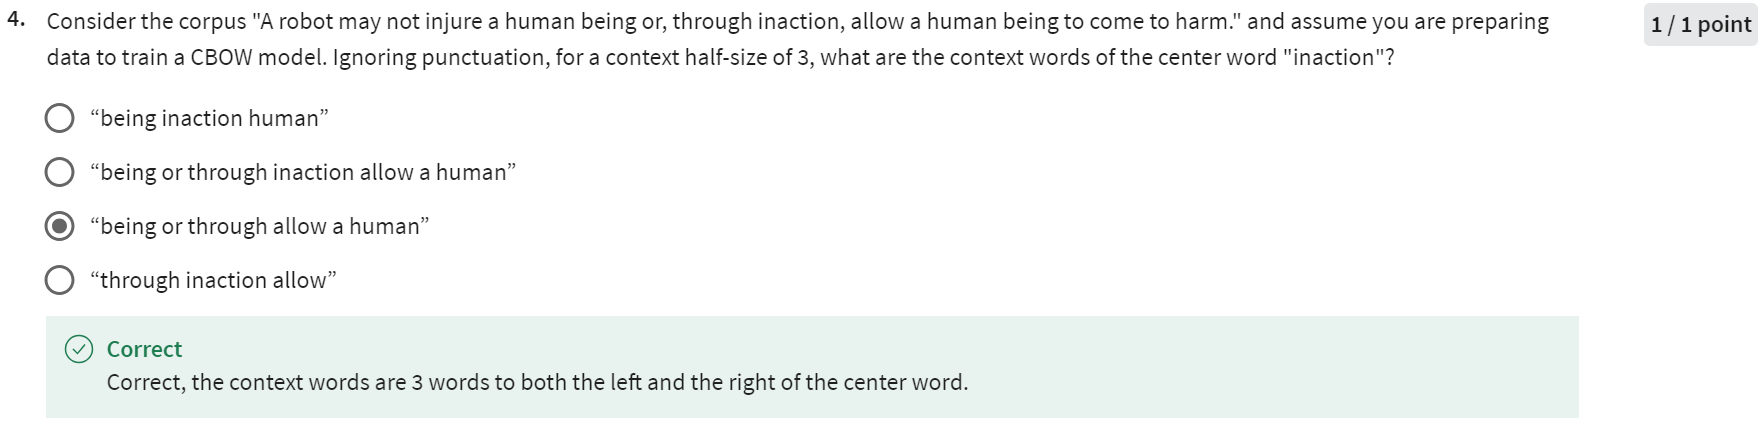 4. Consider the corpus "A robot may not injure a human being or, through inaction, allow a human being to come to harm." and assume you are preparing
1 / 1 point
data to train a CBOW model. Ignoring punctuation, for a context half-size of 3, what are the context words of the center word "inaction"?
“being inaction human”
“being or through inaction allow a human”
“being or through allow a human”
“through inaction allow”
Correct
Correct, the context words are 3 words to both the left and the right of the center word.